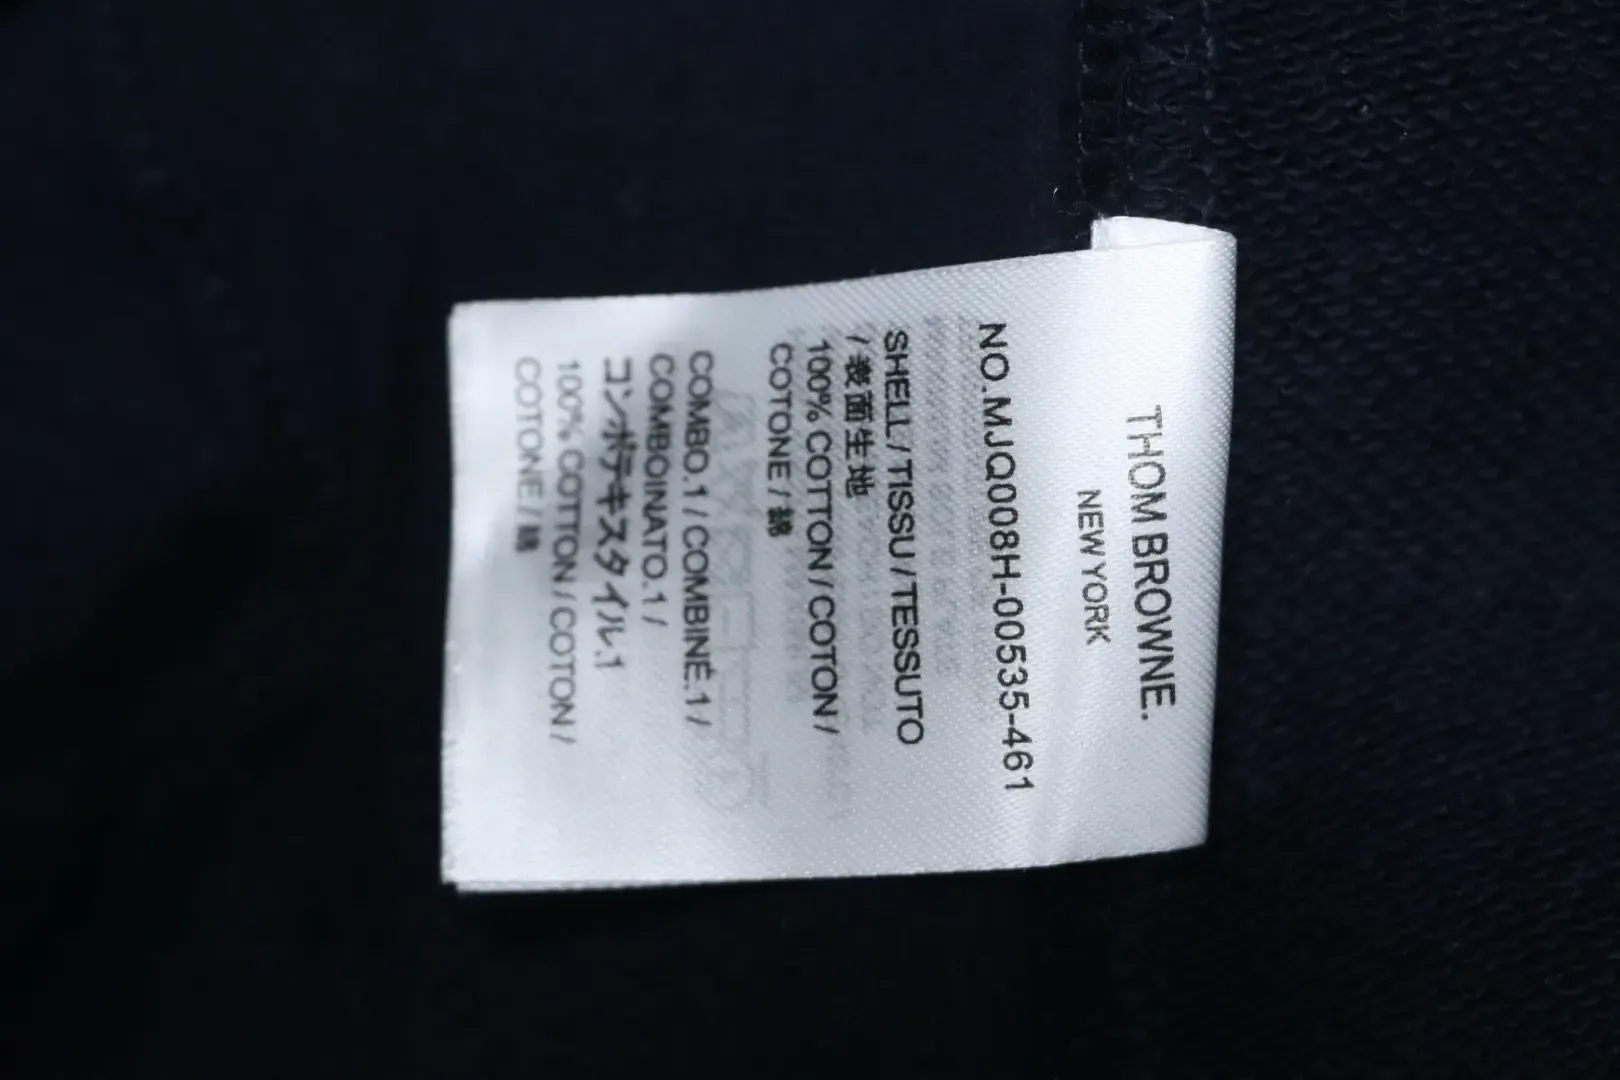 THOM BROWNE.
NEW YORK
NO.MJQ008H-00535-461
SHELL / TISSU / TESSUTO
/ 表面生地
100% COTTON / COTON /
COTONE / 綿
COMBO.1 / COMBINÉ.1 /
COMBOINATO.1 /
コンボテキスタイル.1
100% COTTON / COTON /
COTONE / 綿